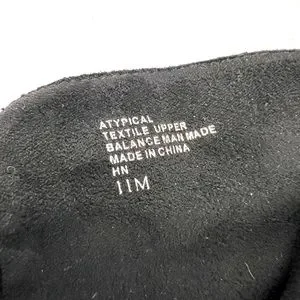 ATYPICAL
TEXTILE UPPER
BALANCE MAN MADE
MADE IN CHINA
HN
11M